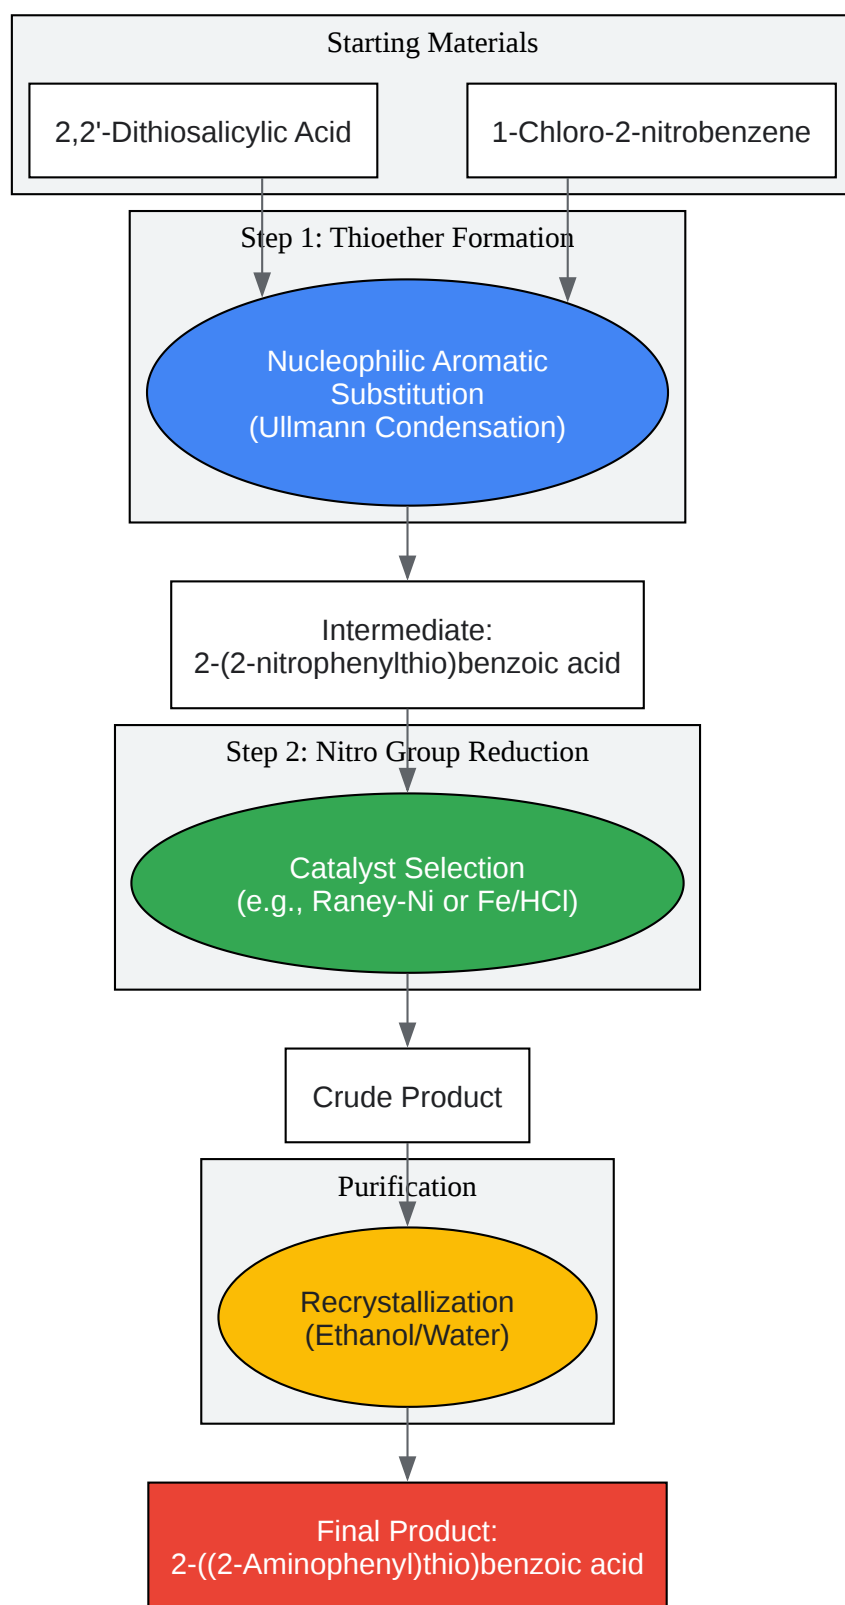 Starting Materials
2,2'-Dithiosalicylic Acid
1-Chloro-2-nitrobenzene
Step 1: Thioether Formation
Nucleophilic Aromatic
Substitution
(Ullmann Condensation)
Intermediate:
2-(2-nitrophenylthio)benzoic acid
Step 2: Nitro Group Reduction
Catalyst Selection
(e.g., Raney-Ni or Fe/HCl)
Crude Product
Purification
Recrystallization
(Ethanol/Water)
Final Product:
2-((2-Aminophenyl)thio)benzoic acid